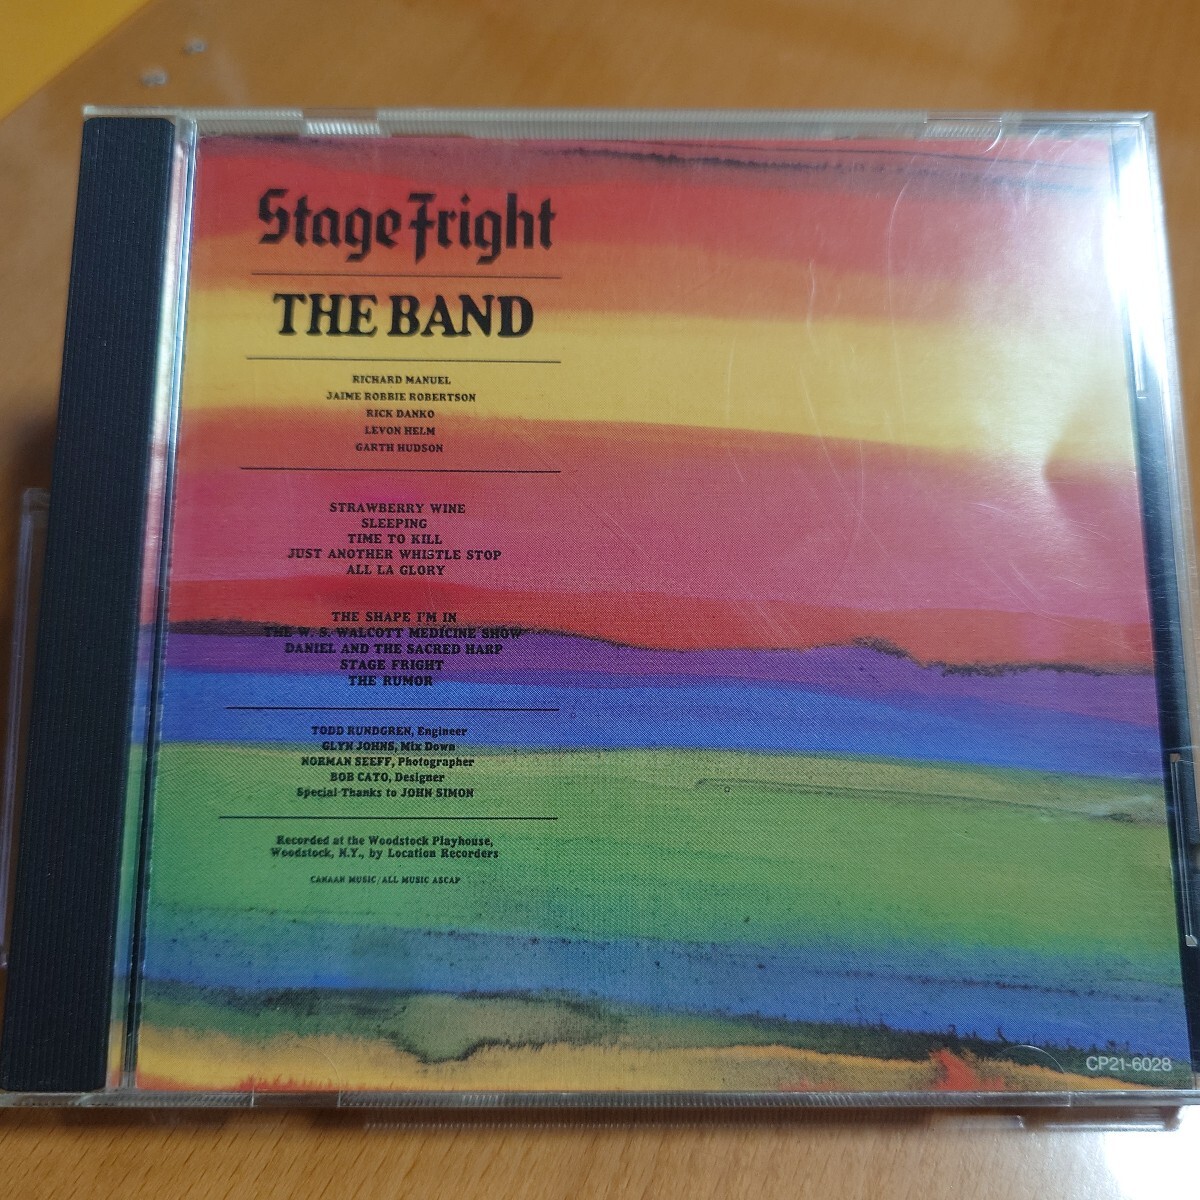 Stage Fright
THE BAND
RICHARD MANUEL
JAIME ROBBIE ROBERTSON
RICK DANKO
LEVON HELM
GARTH HUDSON
STRAWBERRY WINE
SLEEPING
TIME TO KILL
JUST ANOTHER WHISTLE STOP
ALL LA GLORY
THE SHAPE I'M IN
THE W. S. WALCOTT MEDICINE SHOW
DANIEL AND THE SACRED HARP
STAGE FRIGHT
THE RUMOR
TODD RUNDGREN, Engineer
GLYN JOHNS, Mix Down
NORMAN SEEFF, Photographer
BOB CATO, Designer
Special Thanks to JOHN SIMON
Recorded at the Woodstock Playhouse,
Woodstock, N.Y., by Location Recorders
CANAAN MUSIC/ALL MUSIC ASCAP
CP21-6028